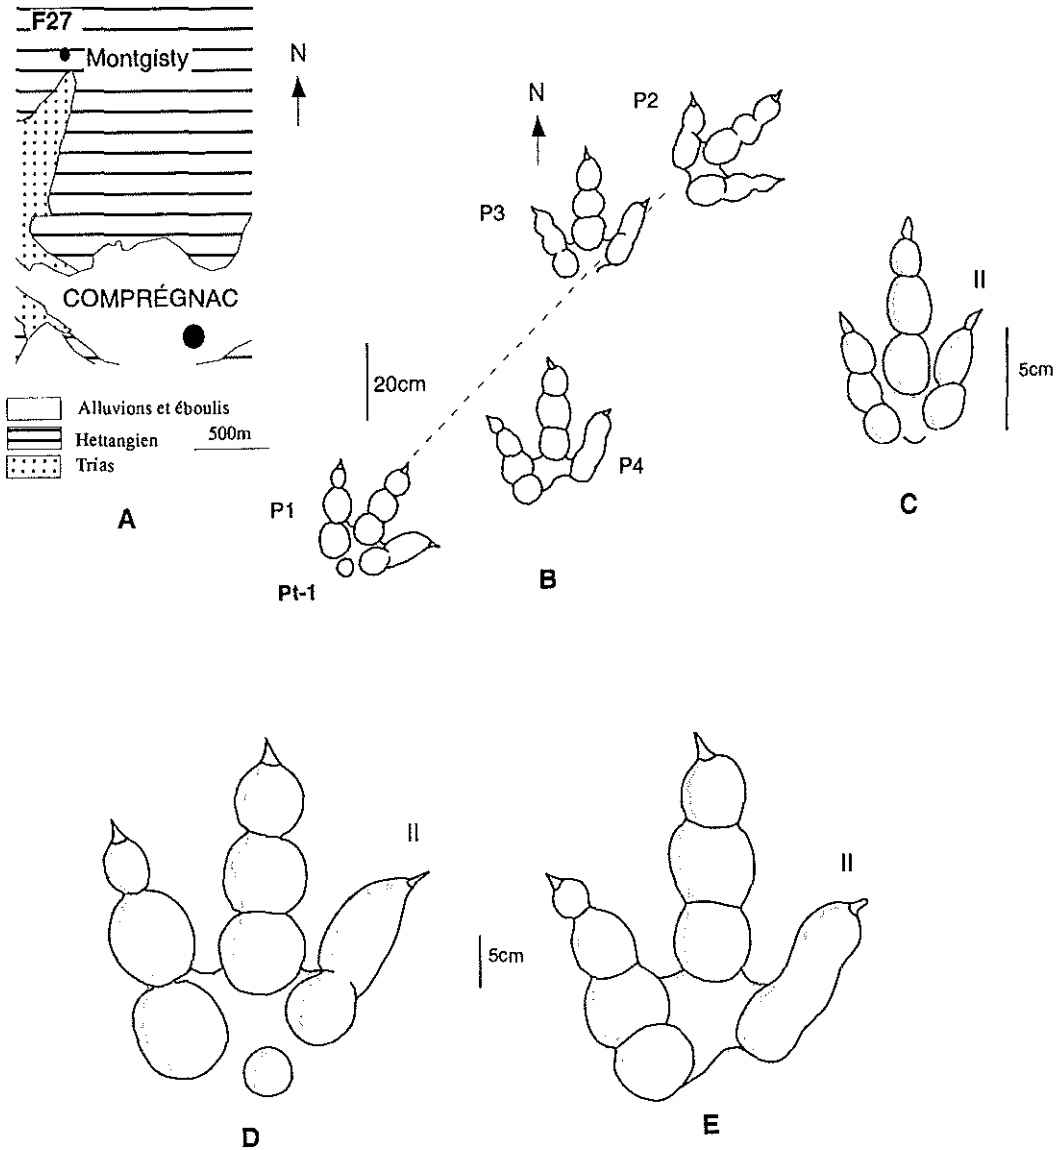 F27
Montgisty
N
COMPRÉGNAC
Alluvions et éboulis
Hettangien
500m
Trias
A
N
P2
P3
20cm
P4
P1
Pt-1
B
II
5cm
C
II
5cm
D
II
E